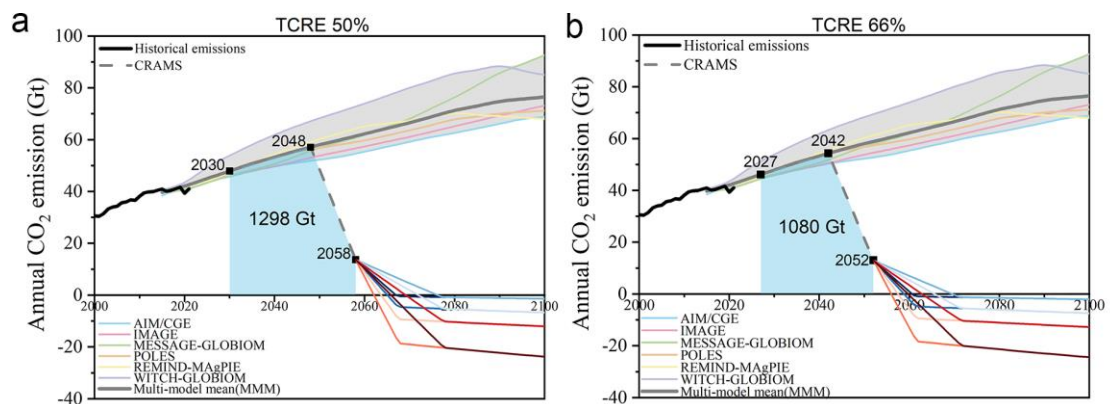 a
TCRE 50%
Annual CO2 emission (Gt)
100
80
60
40
20
0
-20
-40
Historical emissions
CRAMS
2030
2048
1298 Gt
2058
2000
2020
2040
2060
2080
2100
AIM/CGE
IMAGE
MESSAGE-GLOBIOM
POLES
REMIND-MAgPIE
WITCH-GLOBIOM
Multi-model mean(MMM)
b
TCRE 66%
Annual CO2 emission (Gt)
100
80
60
40
20
0
-20
-40
Historical emissions
CRAMS
2027
2042
1080 Gt
2052
2000
2020
2040
2060
2080
2100
AIM/CGE
IMAGE
MESSAGE-GLOBIOM
POLES
REMIND-MAgPIE
WITCH-GLOBIOM
Multi-model mean(MMM)